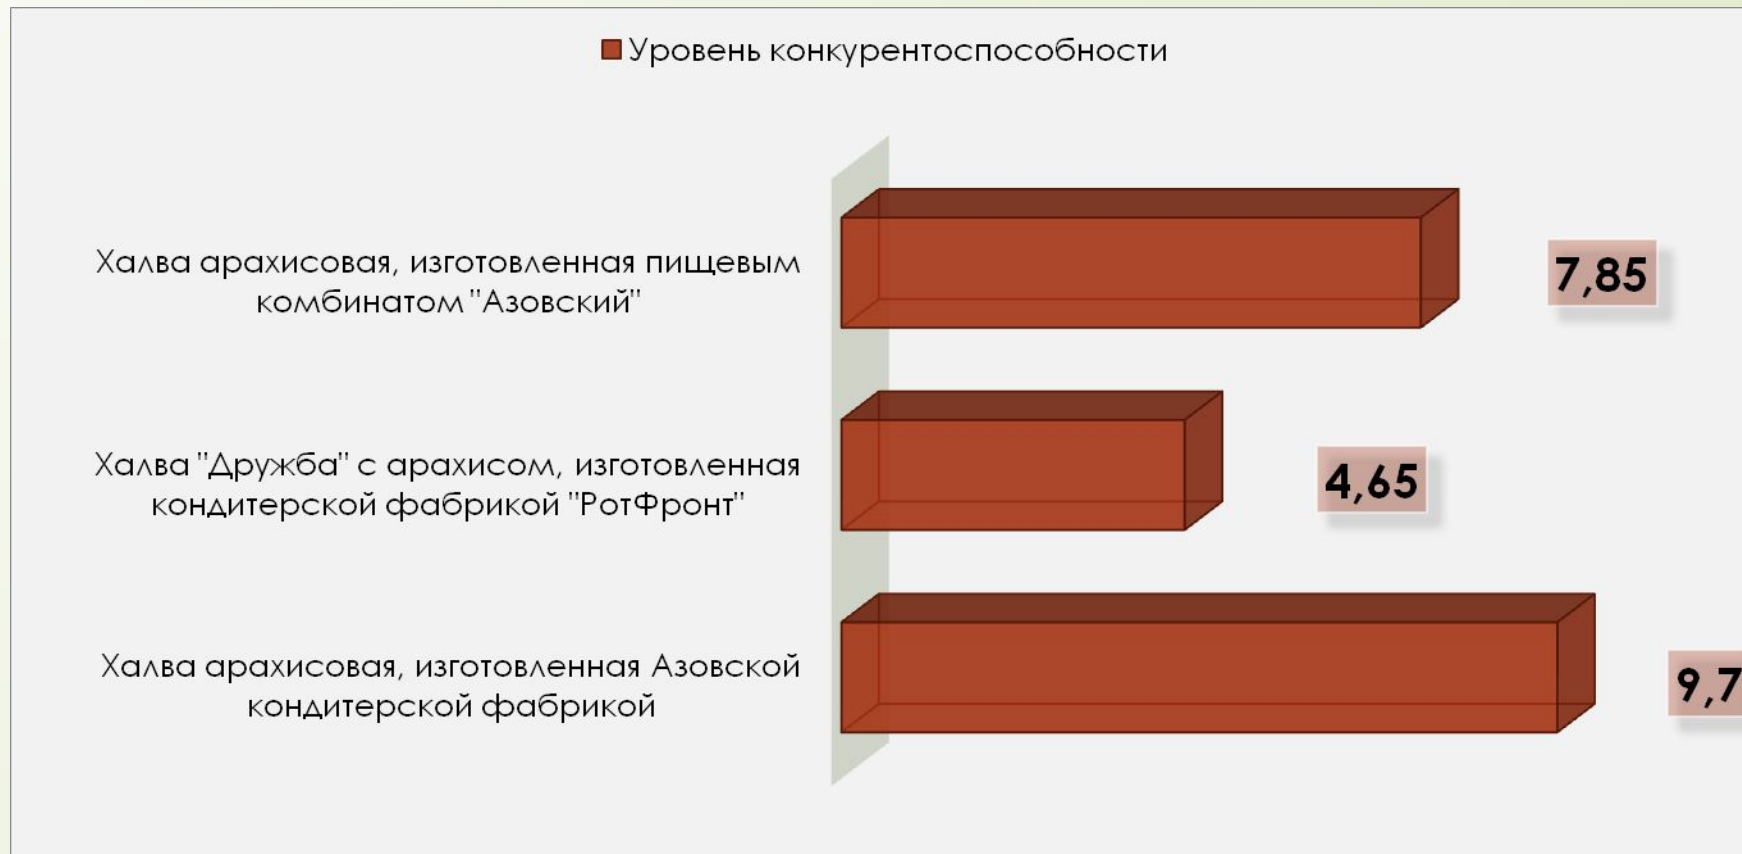 Уровень конкурентоспособности
Халва арахисовая, изготовленная пищевым
комбинатом "Азовский"
7,85
Халва "Дружба" с арахисом, изготовленная
кондитерской фабрикой "РотФронт"
4,65
Халва арахисовая, изготовленная Азовской
кондитерской фабрикой
9,7